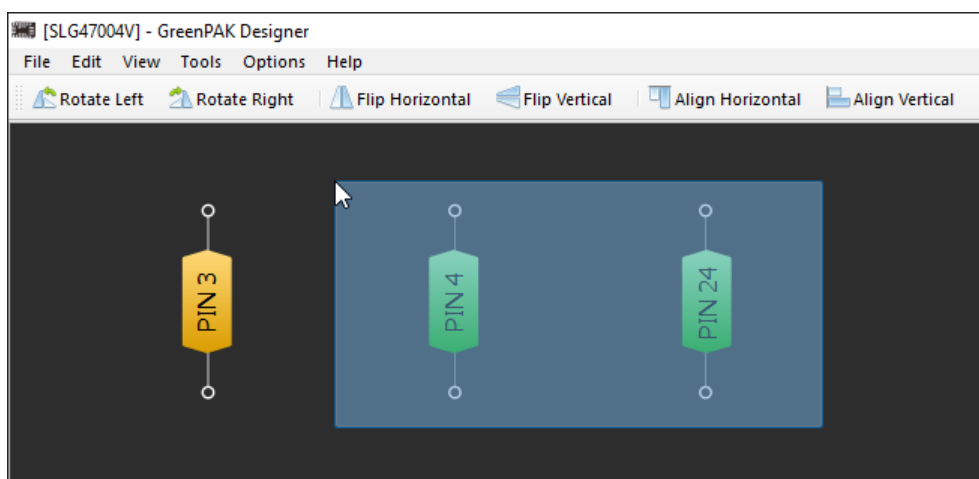 [SLG47004V] - GreenPAK Designer
File Edit View Tools Options Help
Rotate Left Rotate Right Flip Horizontal Flip Vertical Align Horizontal Align Vertical
PIN 3
PIN 4
PIN 24